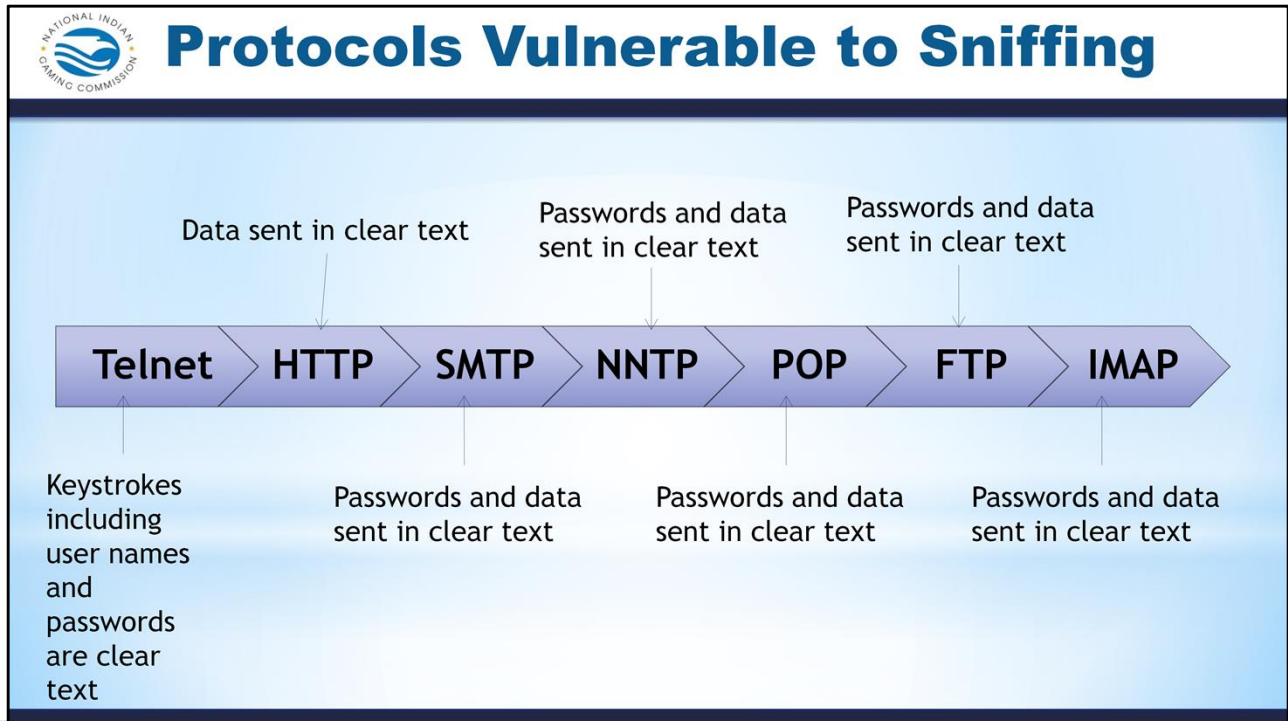 NATIONAL INDIAN
GAMING COMMISSION
Protocols Vulnerable to Sniffing
Data sent in clear text
Passwords and data
sent in clear text
Passwords and data
sent in clear text
Telnet
HTTP
SMTP
NNTP
POP
FTP
IMAP
Keystrokes
including
user names
and
passwords
are clear
text
Passwords and data
sent in clear text
Passwords and data
sent in clear text
Passwords and data
sent in clear text